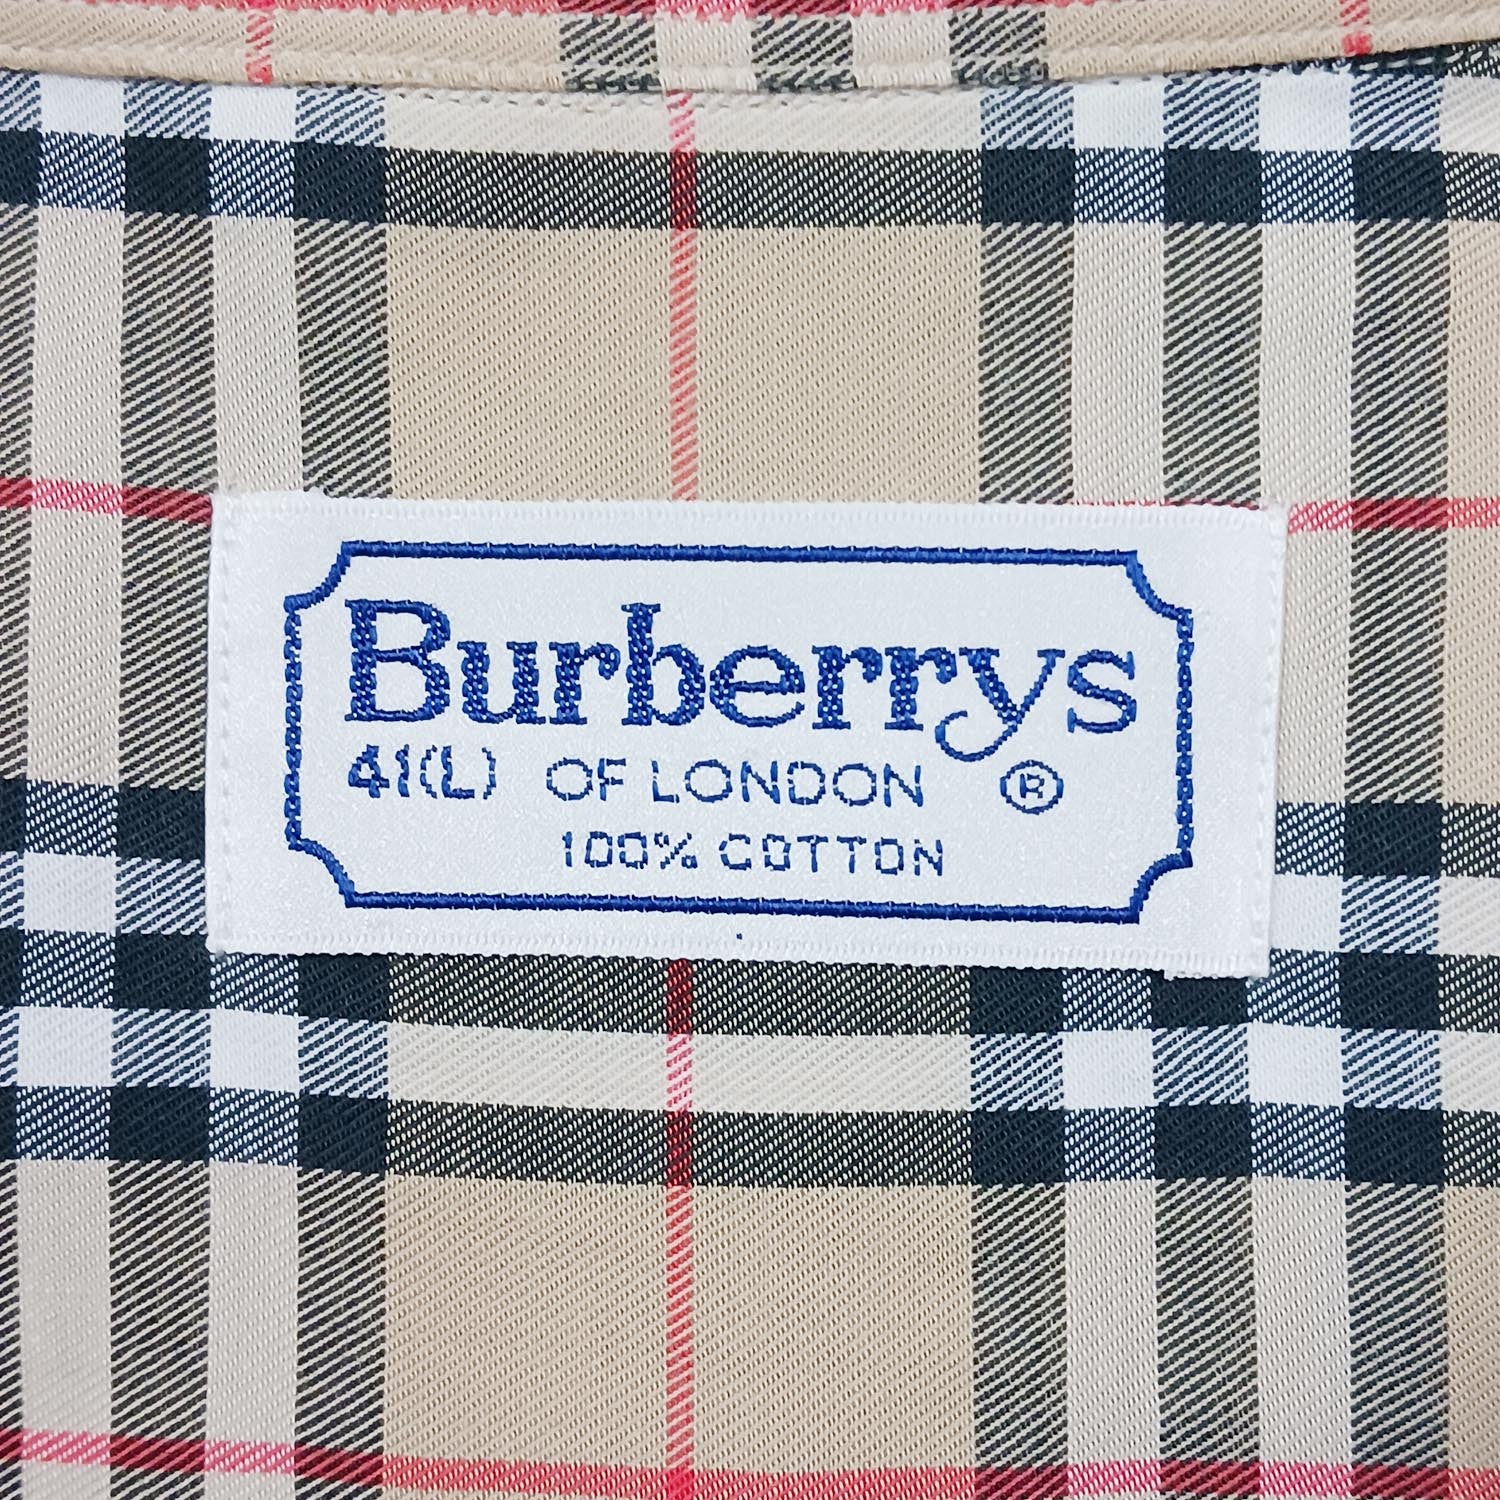 Burberrys
41(L) OF LONDON ®
100% COTTON